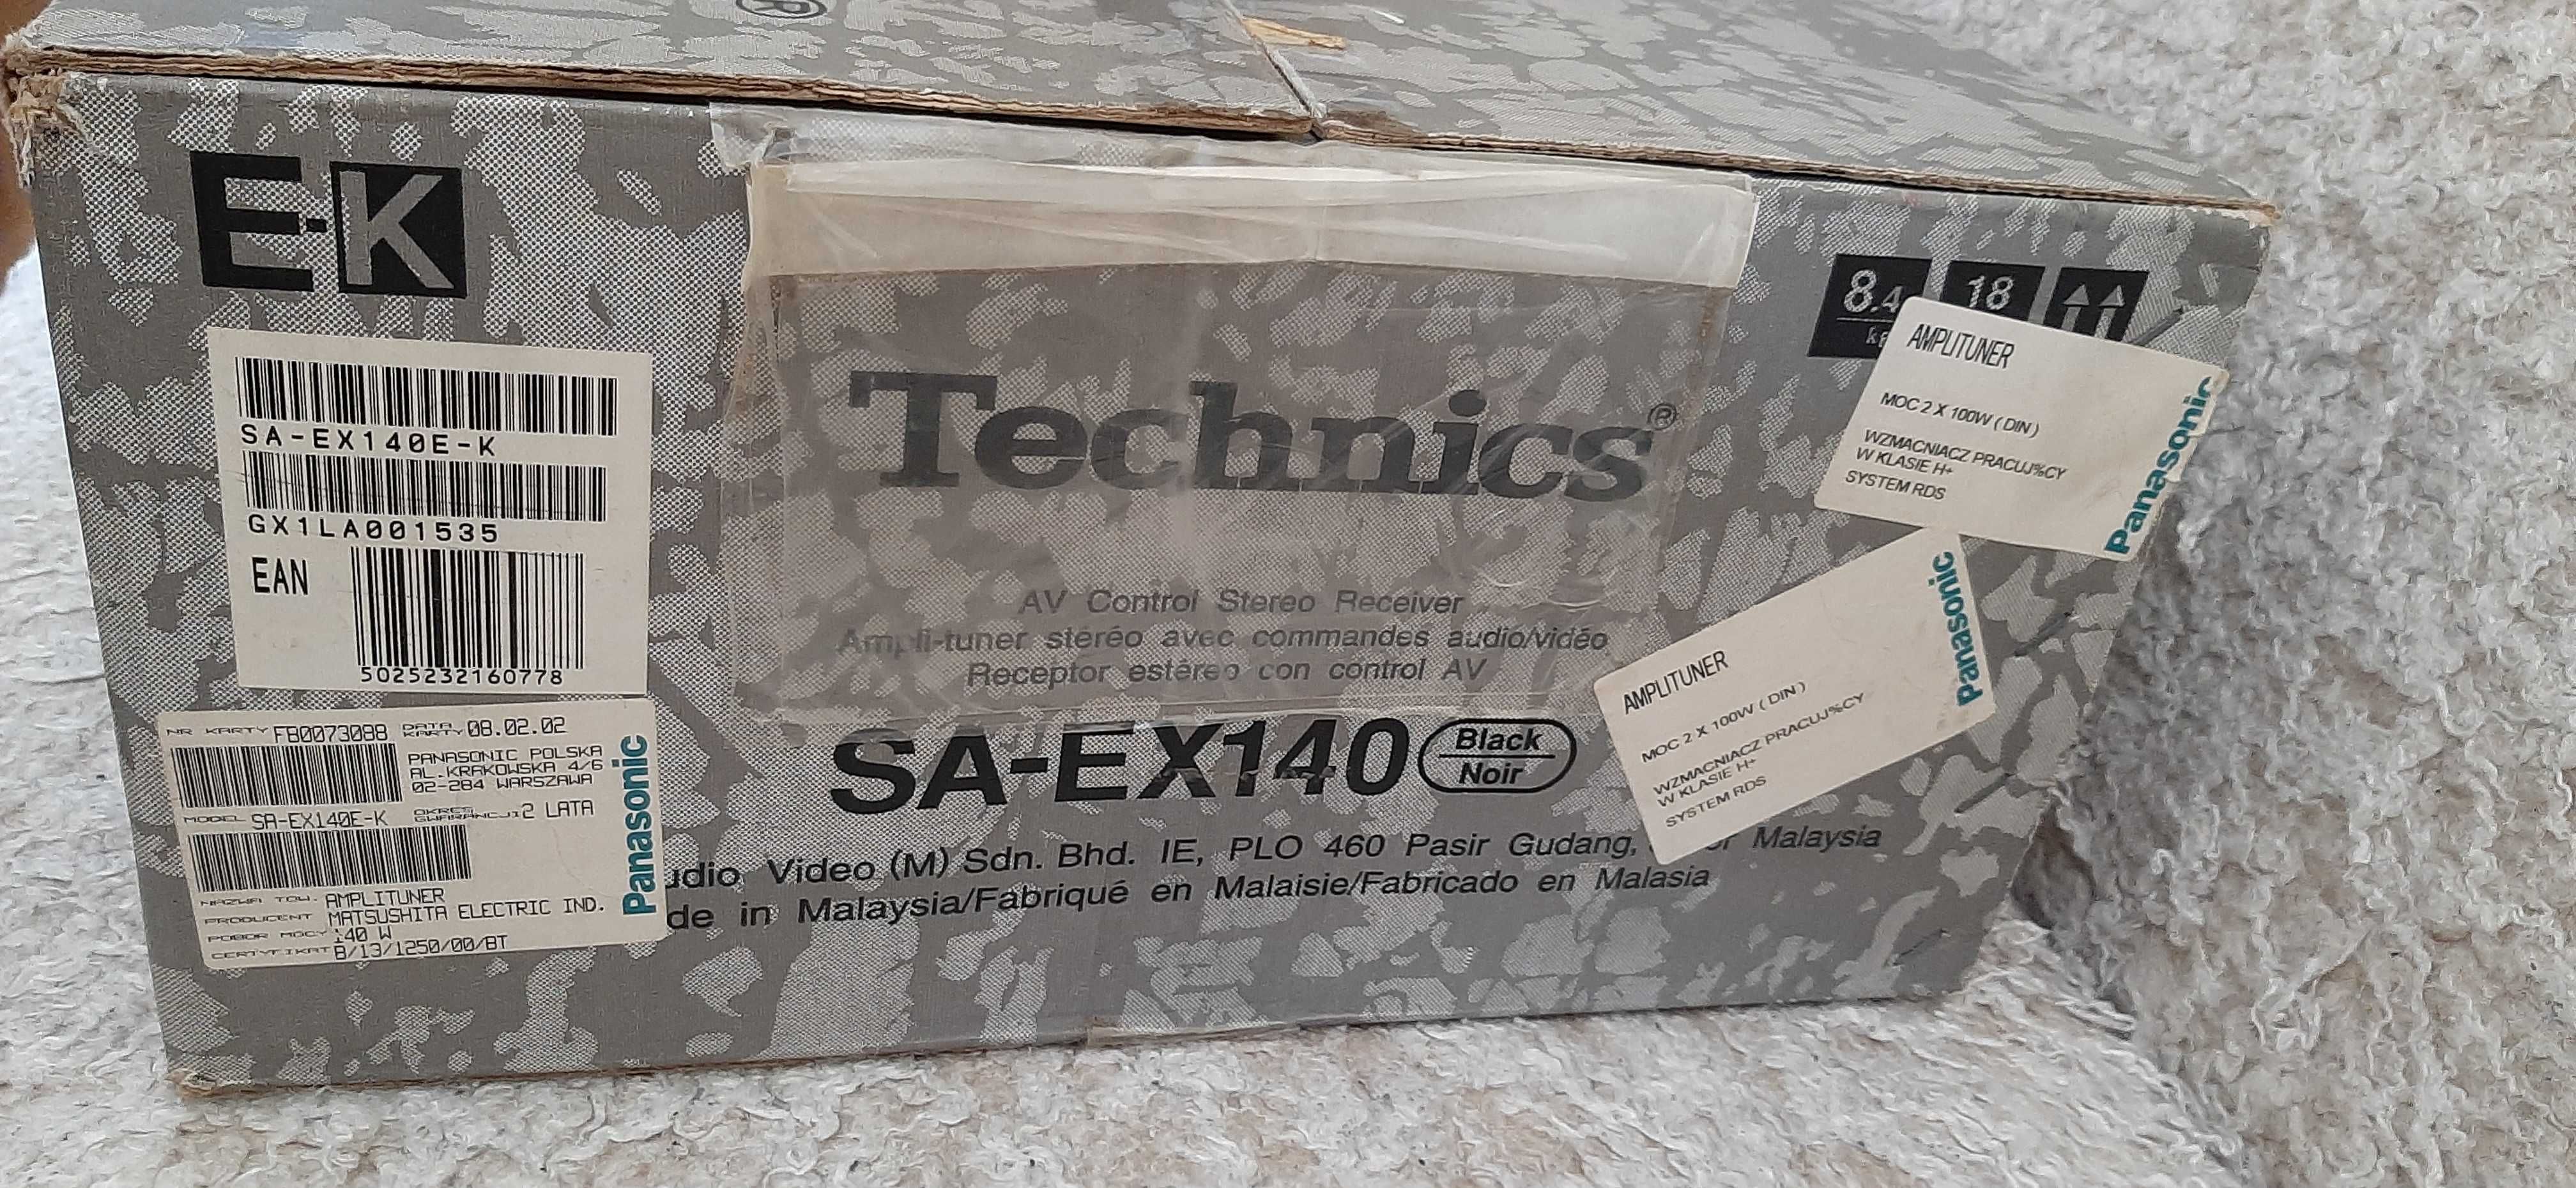 ®
E-K
SA-EX140E-K
GX1LA001535
EAN
5025232160778
NR KARTY FB0073088 DATA KARTY 08.02.02
PANASONIC POLSKA
AL.KRAKOWSKA 4/6
02-284 WARSZAWA
MODEL SA-EX140E-K OKRES GWARANCJI 2 LATA
NAZWA TOW. AMPLITUNER
PRODUCENT MATSUSHITA ELECTRIC IND.
POBOR MOCY 140 W
CERTYFIKAT B/13/1250/00/BT
Panasonic
Technics®
AV Control Stereo Receiver
Ampli-tuner stéréo avec commandes audio/vidéo
Receptor estéreo con control AV
SA-EX140 Black
Noir
udio Video (M) Sdn. Bhd. IE, PLO 460 Pasir Gudang, Malaysia
de in Malaysia/Fabriqué en Malaisie/Fabricado en Malasia
8.4 18
kg
AMPLITUNER
MOC 2 X 100W ( DIN )
WZMACNIACZ PRACUJ%CY
W KLASIE H+
SYSTEM RDS
Panasonic
AMPLITUNER
MOC 2 X 100W ( DIN )
WZMACNIACZ PRACUJ%CY
W KLASIE H+
SYSTEM RDS
Panasonic